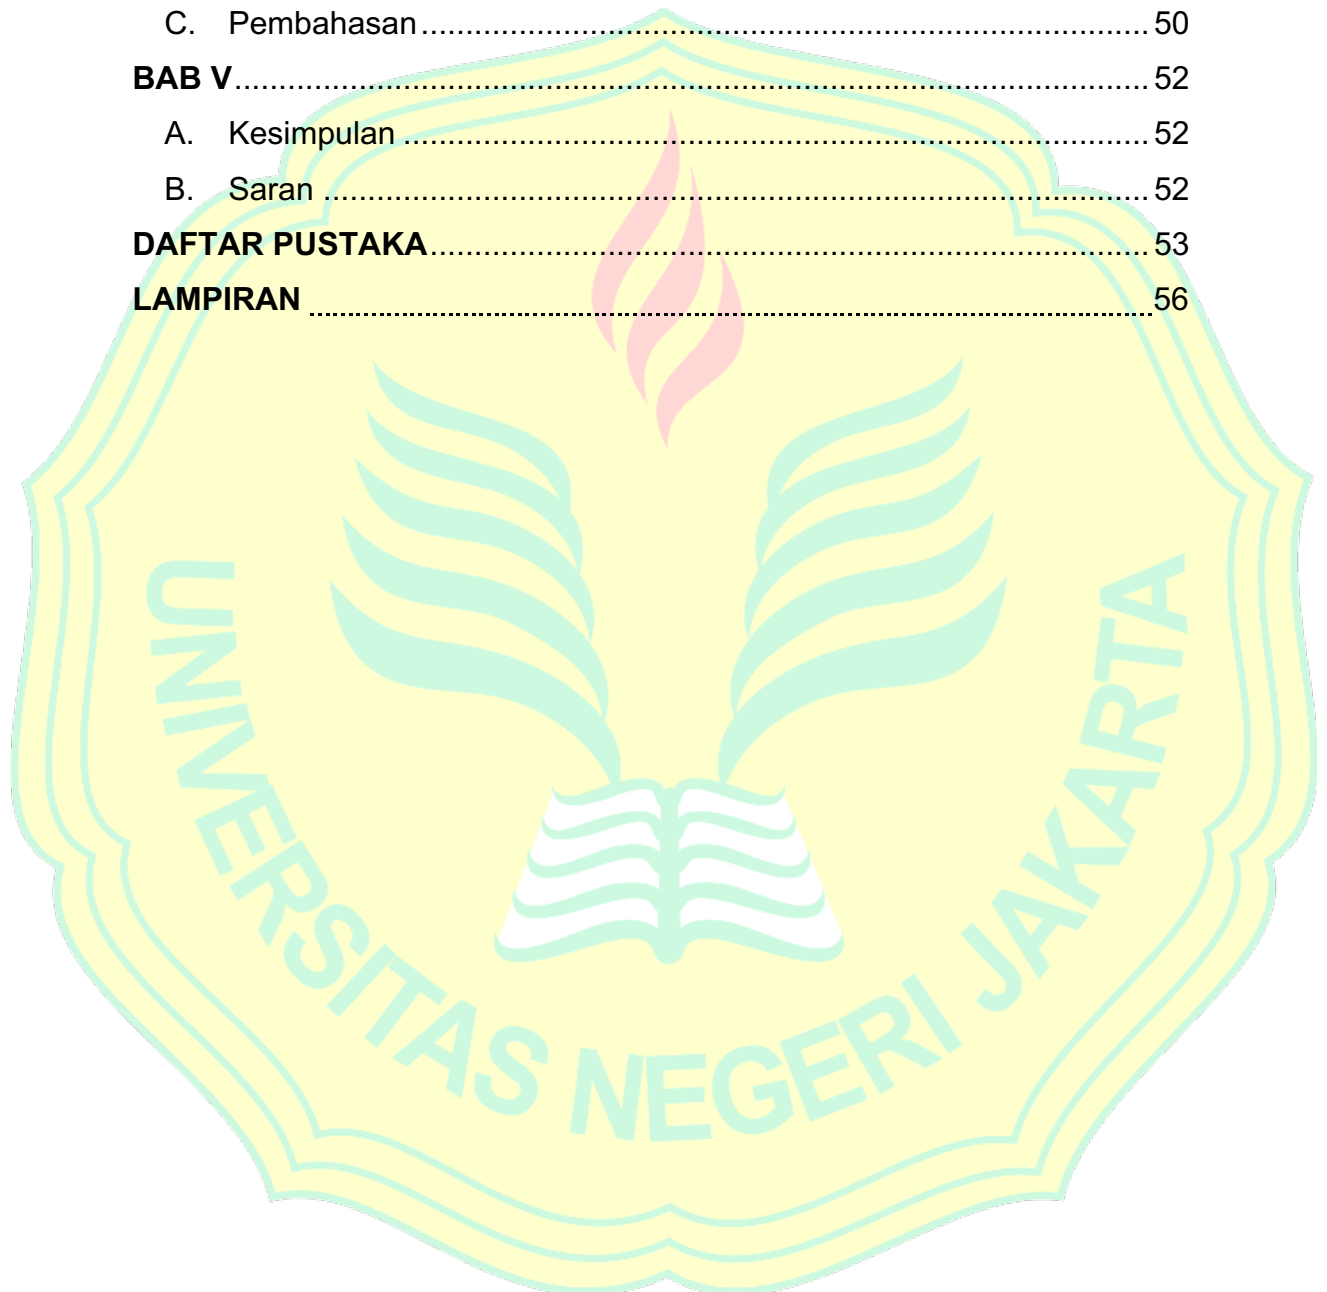 C. Pembahasan........................................................................ 50
BAB V........................................................................ 52
A. Kesimpulan ........................................................................ 52
B. Saran ........................................................................ 52
DAFTAR PUSTAKA........................................................................ 53
LAMPIRAN ........................................................................ 56
UNIVERSITAS NEGERI JAKARTA